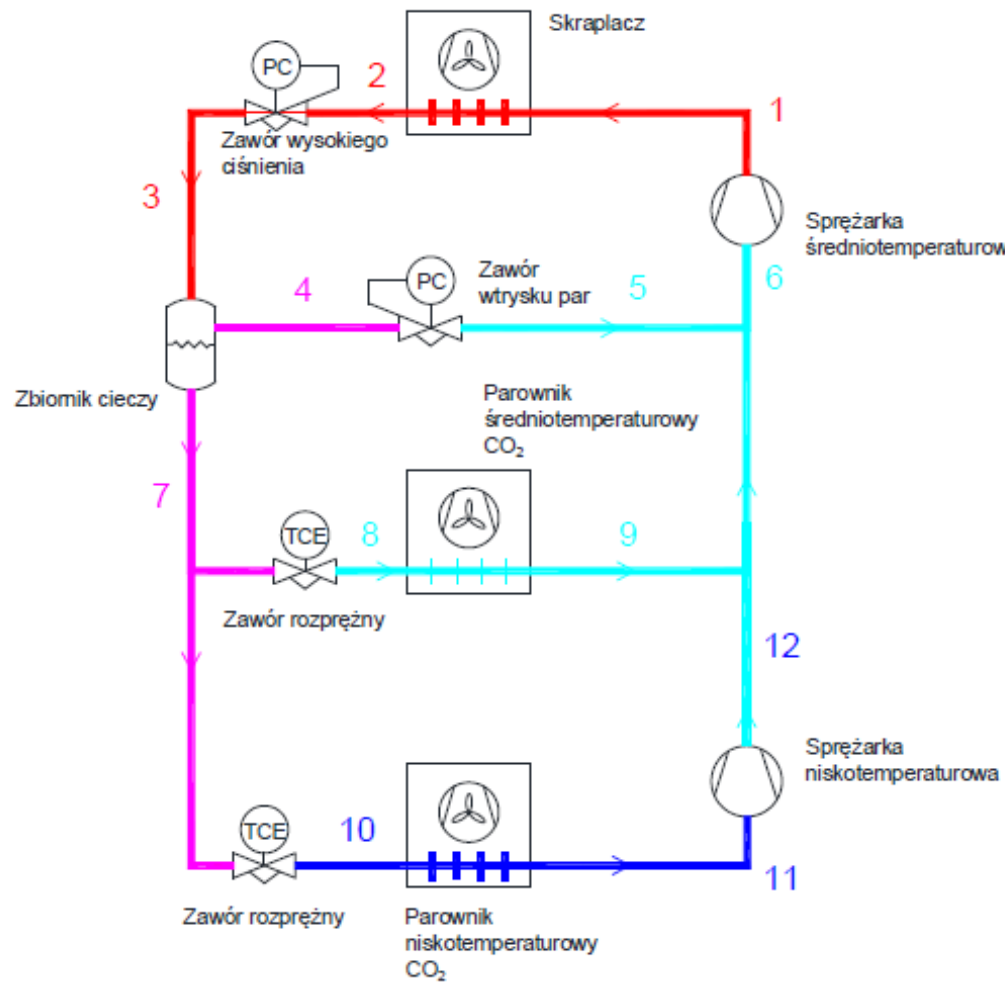 Skraplacz
PC
2
1
Zawór wysokiego
ciśnienia
3
Sprężarka
średniotemperaturow
4
PC
Zawór
wtrysku par
5
6
Zbiornik cieczy
Parownik
średniotemperaturowy
CO₂
7
TCE
8
9
Zawór rozprężny
12
Sprężarka
niskotemperaturowa
TCE
10
11
Zawór rozprężny
Parownik
niskotemperaturowy
CO₂